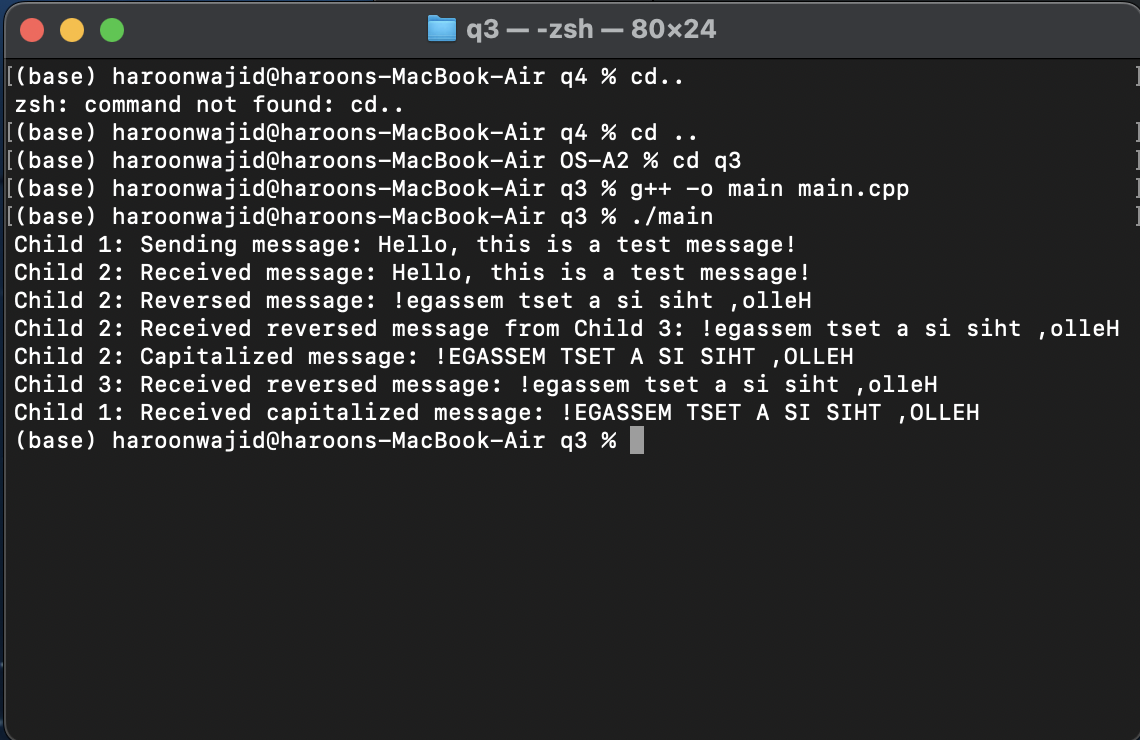 q3 — -zsh — 80×24
[(base) haroonwajid@haroons-MacBook-Air q4 % cd.. ]
zsh: command not found: cd..
[(base) haroonwajid@haroons-MacBook-Air q4 % cd .. ]
[(base) haroonwajid@haroons-MacBook-Air OS-A2 % cd q3 ]
[(base) haroonwajid@haroons-MacBook-Air q3 % g++ -o main main.cpp ]
[(base) haroonwajid@haroons-MacBook-Air q3 % ./main ]
Child 1: Sending message: Hello, this is a test message!
Child 2: Received message: Hello, this is a test message!
Child 2: Reversed message: !egassem tset a si siht ,olleH
Child 2: Received reversed message from Child 3: !egassem tset a si siht ,olleH
Child 2: Capitalized message: !EGASSEM TSET A SI SIHT ,OLLEH
Child 3: Received reversed message: !egassem tset a si siht ,olleH
Child 1: Received capitalized message: !EGASSEM TSET A SI SIHT ,OLLEH
(base) haroonwajid@haroons-MacBook-Air q3 %